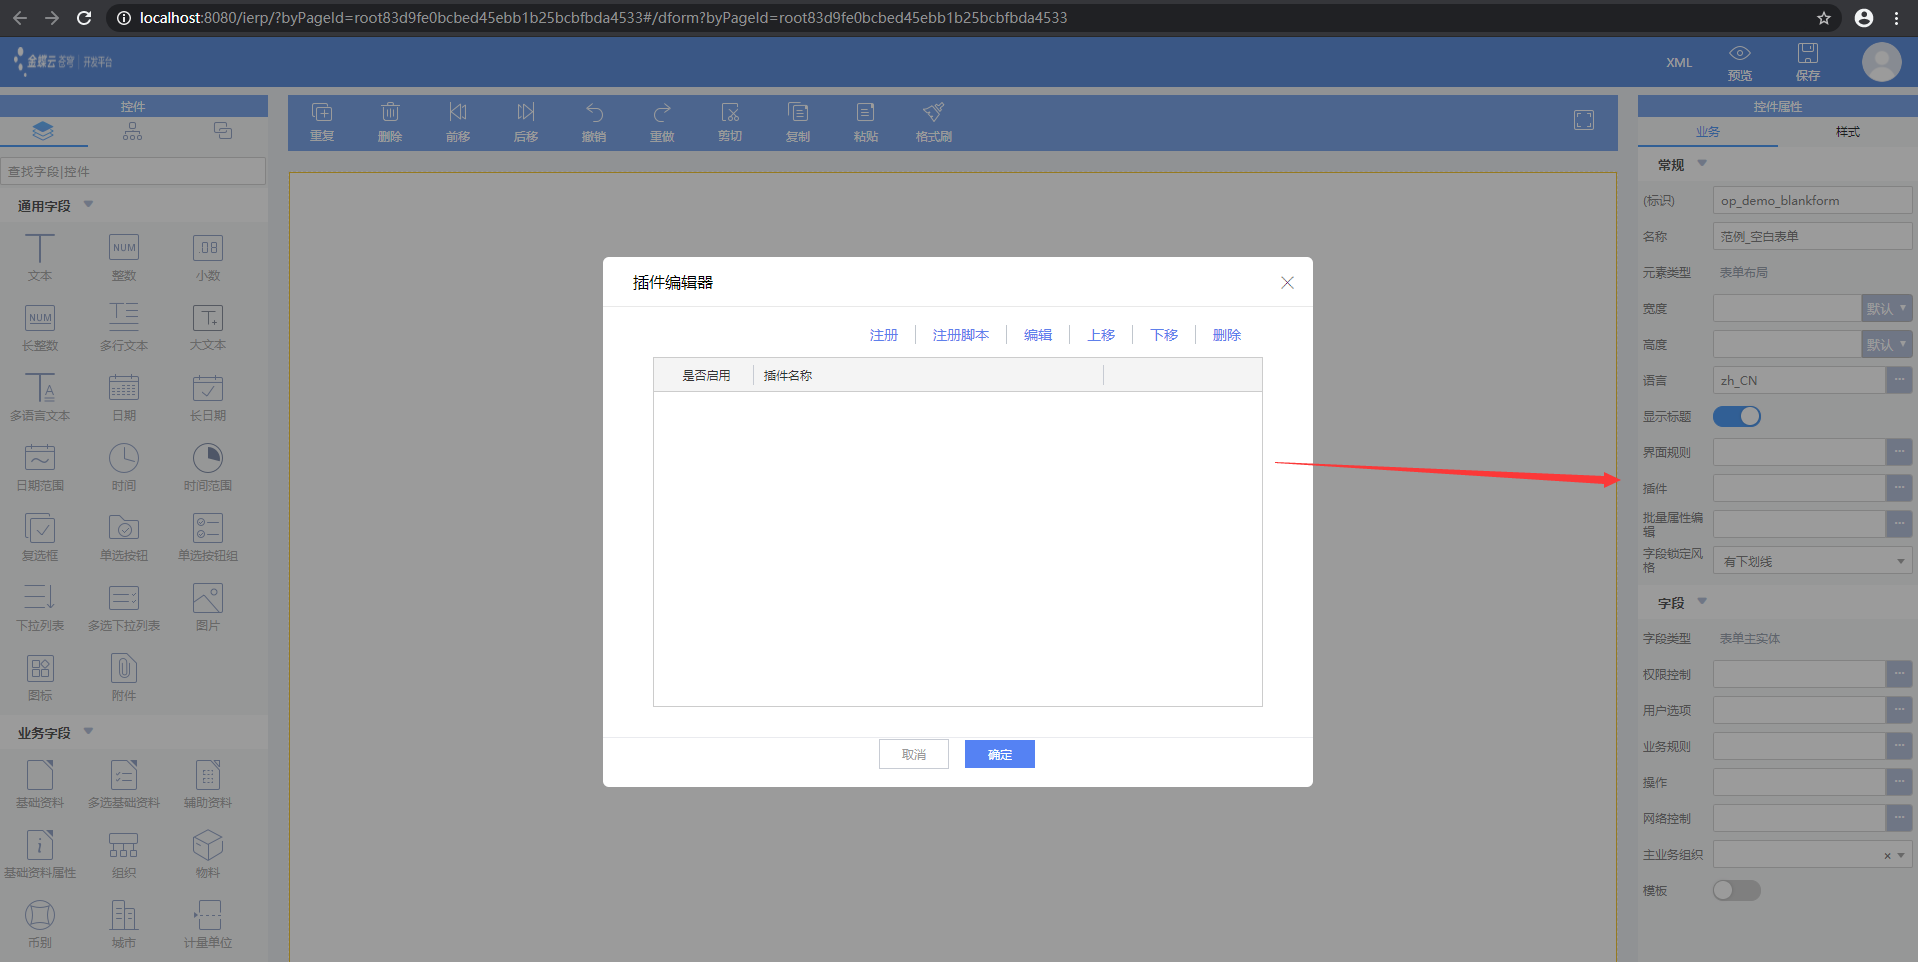 localhost:8080/ierp/?byPageId=root83d9fe0bcbed45ebb1b25bcbfbda4533#/dform?byPageId=root83d9fe0bcbed45ebb1b25bcbfbda4533
金蝶云 苍穹 | 开发平台
XML 预览 保存
控件
查找字段|控件
通用字段
文本 NUM 整数 .08 小数
NUM 长整数 多行文本 大文本
多语言文本 日期 长日期
日期范围 时间 时间范围
复选框 单选按钮 单选按钮组
下拉列表 多选下拉列表 图片
图标 附件
业务字段
基础资料 多选基础资料 辅助资料
基础资料属性 组织 物料
币别 城市 计量单位
重复 删除 前移 后移 撤销 重做 剪切 复制 粘贴 格式刷
插件编辑器
注册 注册脚本 编辑 上移 下移 删除
是否启用 插件名称
取消 确定
控件属性
业务 样式
常规
(标识) op_demo_blankform
名称 范例_空白表单
元素类型 表单布局
宽度 默认
高度 默认
语言 zh_CN ...
显示标题
界面规则 ...
插件 ...
批量属性编
辑 ...
字段锁定风
格 有下划线
字段
字段类型 表单主实体
权限控制 ...
用户选项 ...
业务规则 ...
操作 ...
网络控制 ...
主业务组织 ×
模板